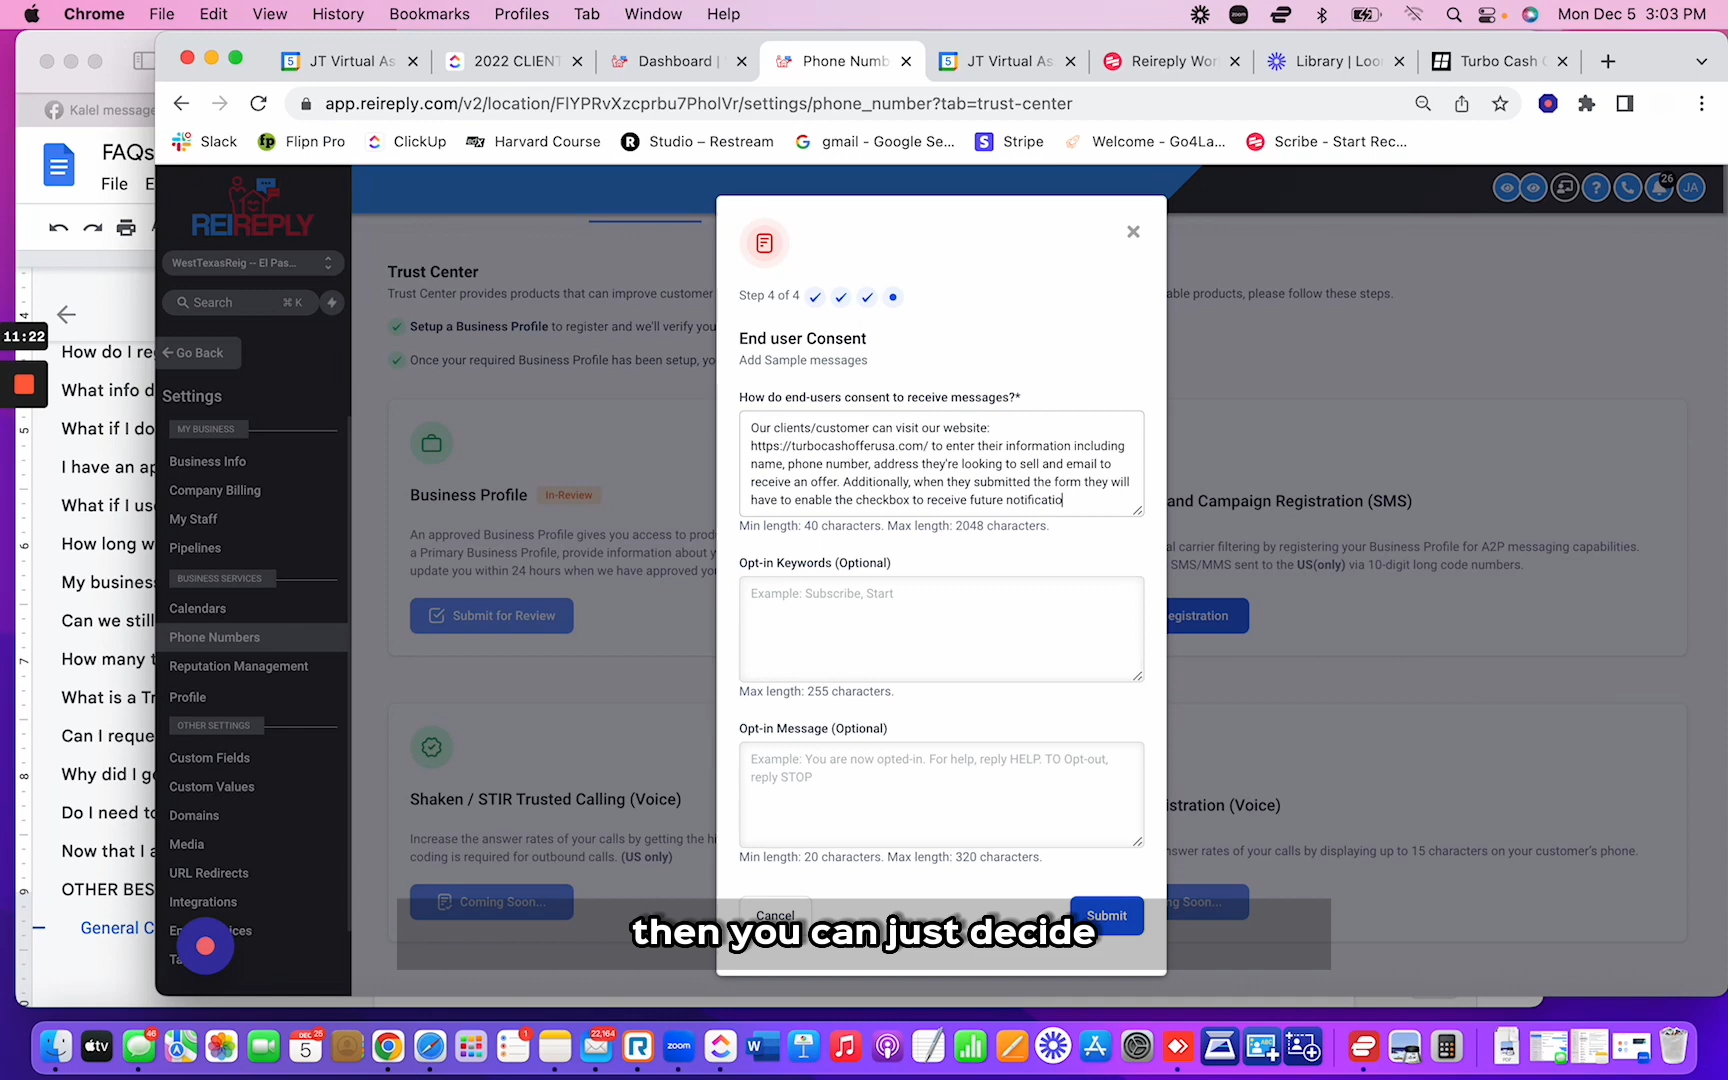 Chrome File Edit View History Bookmarks Profiles Tab Window Help
zoom
Mon Dec 5 3:03 PM
JT Virtual As
2022 CLIENT
Dashboard |
Phone Numb
JT Virtual As
Reireply Wor
Library | Loo
Turbo Cash
app.reireply.com/v2/location/FlYPRvXzcprbu7PholVr/settings/phone_number?tab=trust-center
Slack
Flipn Pro
ClickUp
Harvard Course
Studio – Restream
gmail – Google Se...
Stripe
Welcome – Go4La...
Scribe - Start Rec...
Kalel message
FAQs
File
11:22
How do I re
What info d
What if I do
I have an ap
What if I us
How long w
My busines
Can we still
How many t
What is a Tr
Can I reque
Why did I g
Do I need to
Now that I a
OTHER BES
General C
REIREPLY
WestTexasReig -- El Pas...
Search ⌘ K
Go Back
Settings
MY BUSINESS
Business Info
Company Billing
My Staff
Pipelines
BUSINESS SERVICES
Calendars
Phone Numbers
Reputation Management
Profile
OTHER SETTINGS
Custom Fields
Custom Values
Domains
Media
URL Redirects
Integrations
26
JA
Trust Center
Trust Center provides products that can improve customer
able products, please follow these steps.
Setup a Business Profile to register and we'll verify you
Once your required Business Profile has been setup, yo
Business Profile In-Review
An approved Business Profile gives you access to prod
a Primary Business Profile, provide information about y
update you within 24 hours when we have approved you
Submit for Review
and Campaign Registration (SMS)
al carrier filtering by registering your Business Profile for A2P messaging capabilities.
SMS/MMS sent to the US(only) via 10-digit long code numbers.
egistration
Shaken / STIR Trusted Calling (Voice)
Increase the answer rates of your calls by getting the hi
coding is required for outbound calls. (US only)
Coming Soon...
istration (Voice)
nswer rates of your calls by displaying up to 15 characters on your customer's phone.
ng Soon...
Step 4 of 4
End user Consent
Add Sample messages
How do end-users consent to receive messages?*
Our clients/customer can visit our website:
https://turbocashofferusa.com/ to enter their information including
name, phone number, address they're looking to sell and email to
receive an offer. Additionally, when they submitted the form they will
have to enable the checkbox to receive future notificatio
Min length: 40 characters. Max length: 2048 characters.
Opt-in Keywords (Optional)
Example: Subscribe, Start
Max length: 255 characters.
Opt-in Message (Optional)
Example: You are now opted-in. For help, reply HELP. TO Opt-out,
reply STOP
Min length: 20 characters. Max length: 320 characters.
Cancel
Submit
then you can just decide
tv
46
DEC 26
5
1
22,164
zoom